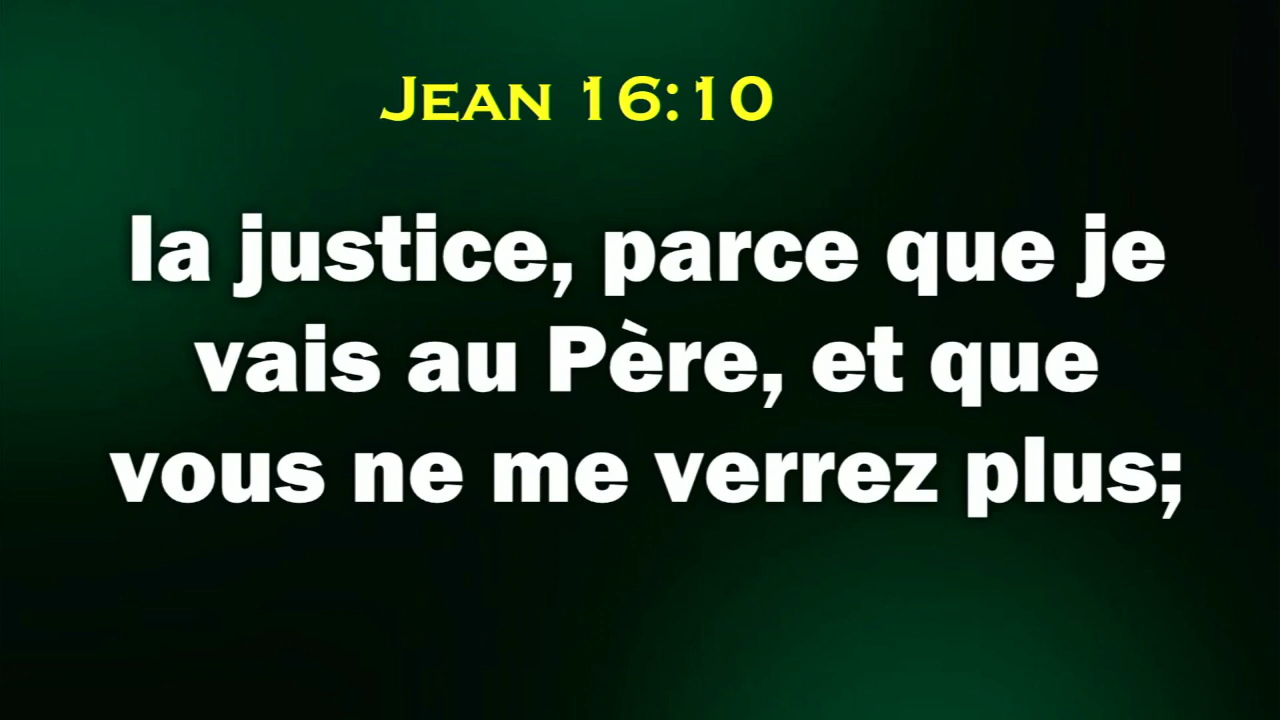 Jean 16:10
la justice, parce que je
vais au Père, et que
vous ne me verrez plus;